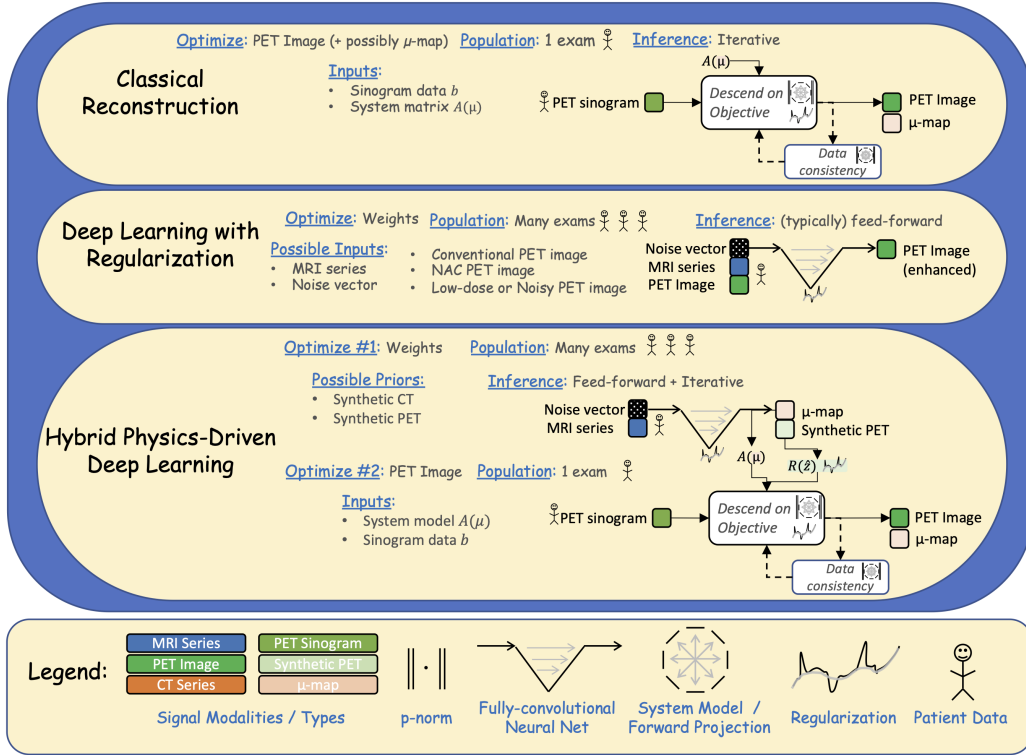 Optimize: PET Image (+ possibly μ-map) Population: 1 exam Inference: Iterative
Classical
Reconstruction
Inputs:
• Sinogram data b
• System matrix A(μ)
A(μ)
PET sinogram
Descend on
Objective
PET Image
μ-map
Data
consistency
Deep Learning with
Regularization
Optimize: Weights Population: Many exams Inference: (typically) feed-forward
Possible Inputs:
• MRI series
• Noise vector
• Conventional PET image
• NAC PET image
• Low-dose or Noisy PET image
Noise vector
MRI series
PET Image
PET Image
(enhanced)
Hybrid Physics-Driven
Deep Learning
Optimize #1: Weights Population: Many exams
Possible Priors:
• Synthetic CT
• Synthetic PET
Inference: Feed-forward + Iterative
Noise vector
MRI series
μ-map
Synthetic PET
A(μ)
R(ẑ)
Optimize #2: PET Image Population: 1 exam
Inputs:
• System model A(μ)
• Sinogram data b
PET sinogram
Descend on
Objective
PET Image
μ-map
Data
consistency
Legend:
MRI Series
PET Image
CT Series
PET Sinogram
Synthetic PET
μ-map
Signal Modalities / Types
p-norm
Fully-convolutional
Neural Net
System Model /
Forward Projection
Regularization
Patient Data